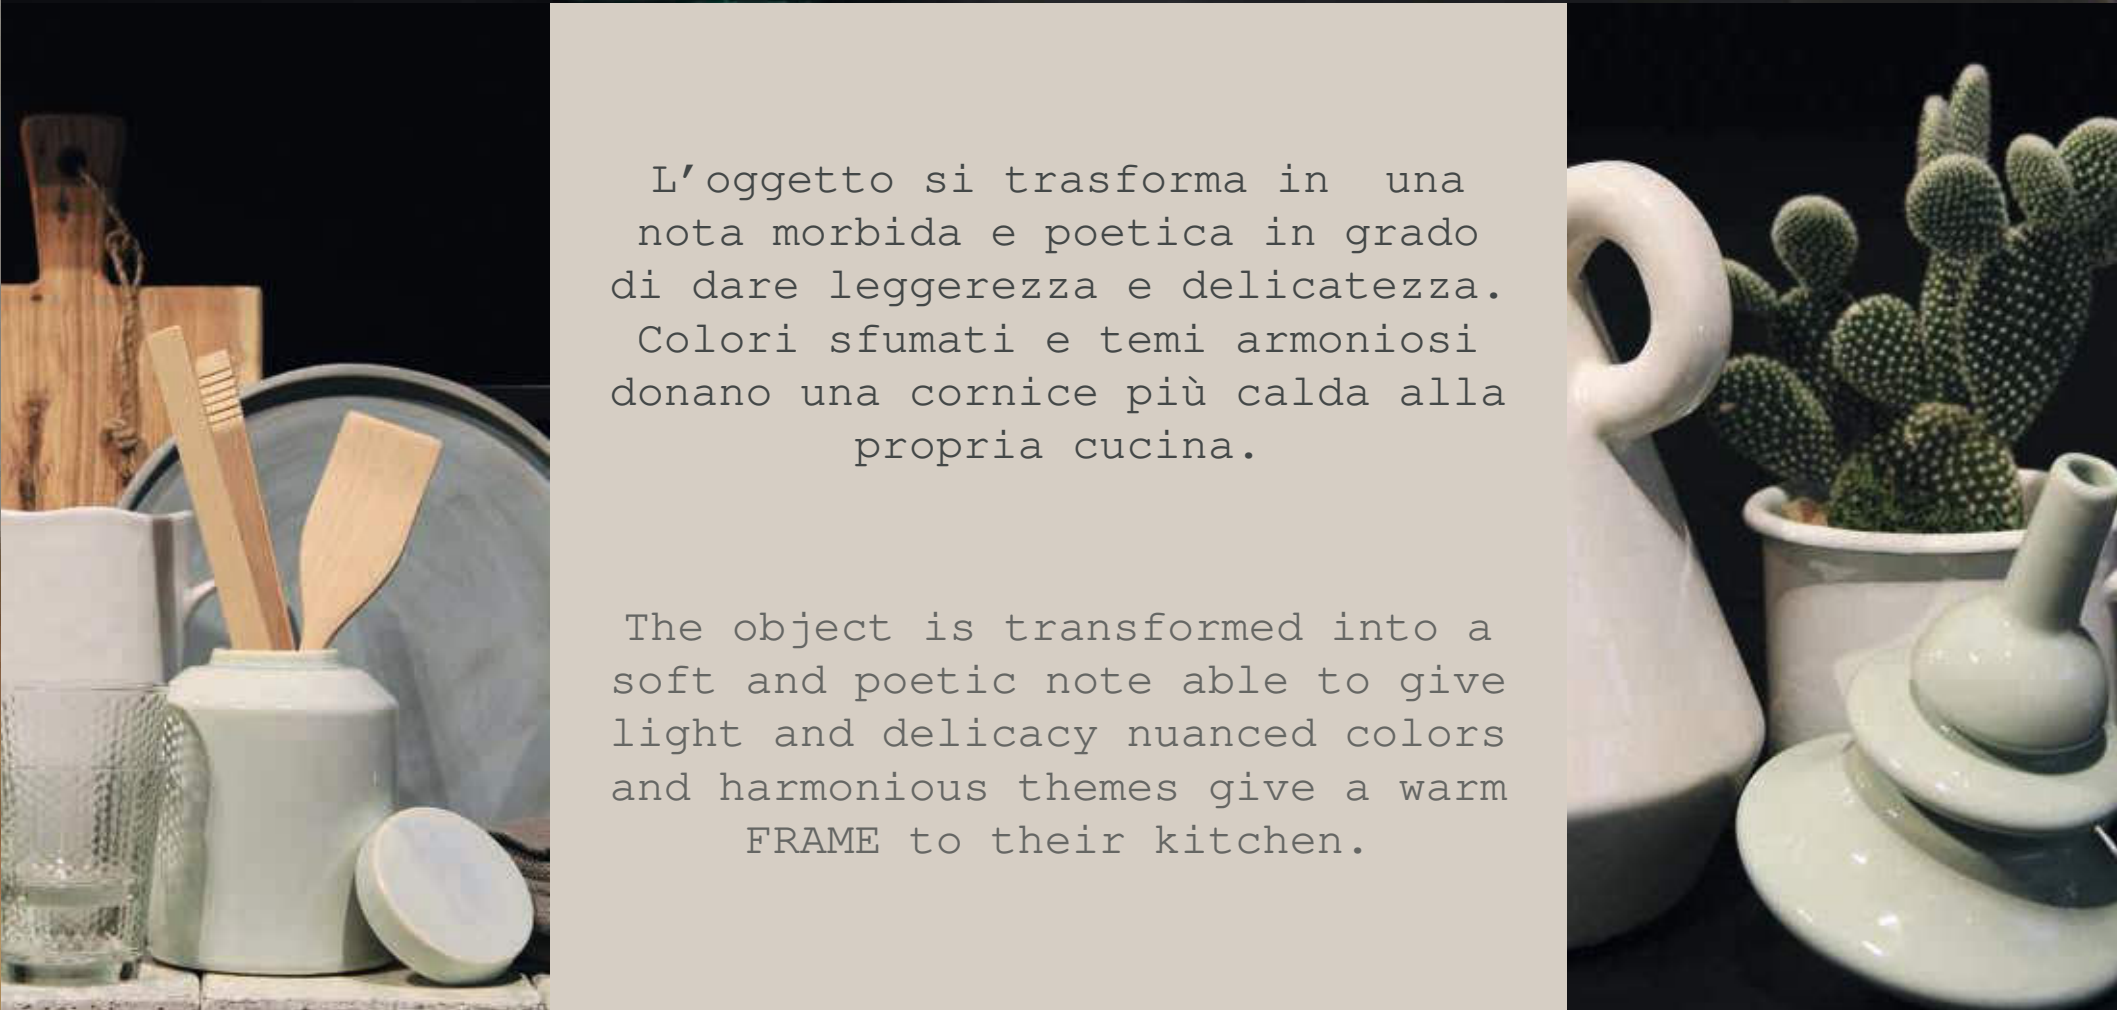 L’oggetto si trasforma in  una
nota morbida e poetica in grado
di dare leggerezza e delicatezza.
Colori sfumati e temi armoniosi
donano una cornice più calda alla
propria cucina.
The object is transformed into a
soft and poetic note able to give
light and delicacy nuanced colors
and harmonious themes give a warm
FRAME to their kitchen.